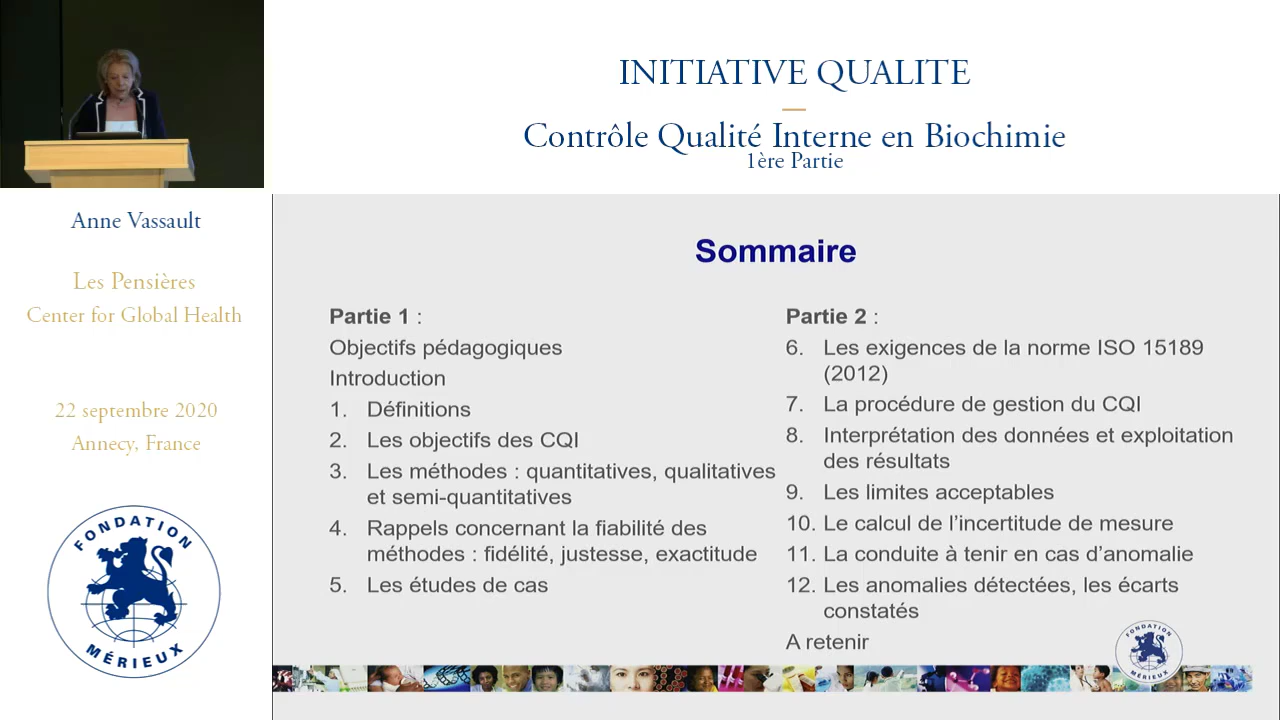 INITIATIVE QUALITE
Contrôle Qualité Interne en Biochimie
1ère Partie
Anne Vassault
Les Pensières
Center for Global Health
22 septembre 2020
Annecy, France
FONDATION
MÉRIEUX
Sommaire
Partie 1 :
Objectifs pédagogiques
Introduction
1. Définitions
2. Les objectifs des CQI
3. Les méthodes : quantitatives, qualitatives
et semi-quantitatives
4. Rappels concernant la fiabilité des
méthodes : fidélité, justesse, exactitude
5. Les études de cas
Partie 2 :
6. Les exigences de la norme ISO 15189
(2012)
7. La procédure de gestion du CQI
8. Interprétation des données et exploitation
des résultats
9. Les limites acceptables
10. Le calcul de l'incertitude de mesure
11. La conduite à tenir en cas d'anomalie
12. Les anomalies détectées, les écarts
constatés
A retenir
FONDATION
MÉRIEUX